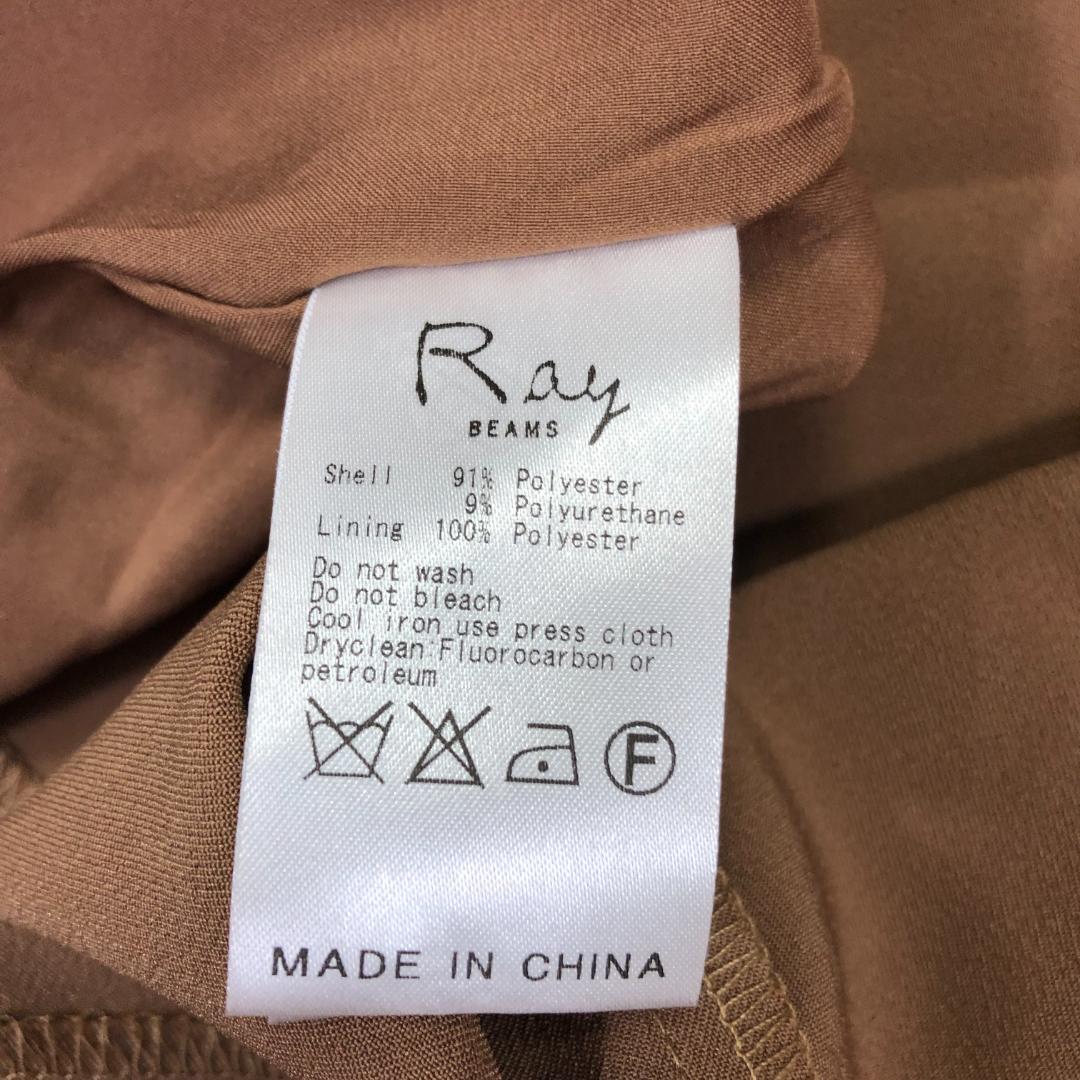 Ray
BEAMS
Shell 91% Polyester
9% Polyurethane
Lining 100% Polyester
Do not wash
Do not bleach
Cool iron use press cloth
Dryclean:Fluorocarbon or
petroleum
F
MADE IN CHINA